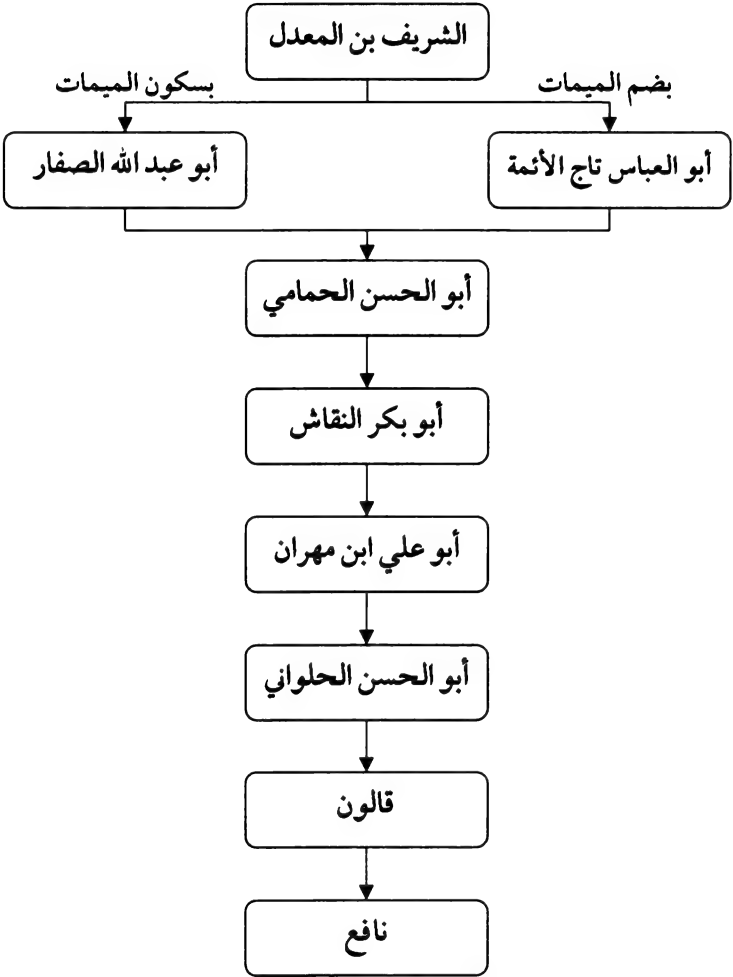 الشريف بن المعدل
بضم الميمات
بسكون الميمات
أبو العباس تاج الأئمة
أبو عبد الله الصفار
أبو الحسن الحمامي
أبو بكر النقاش
أبو علي ابن مهران
أبو الحسن الحلواني
قالون
نافع